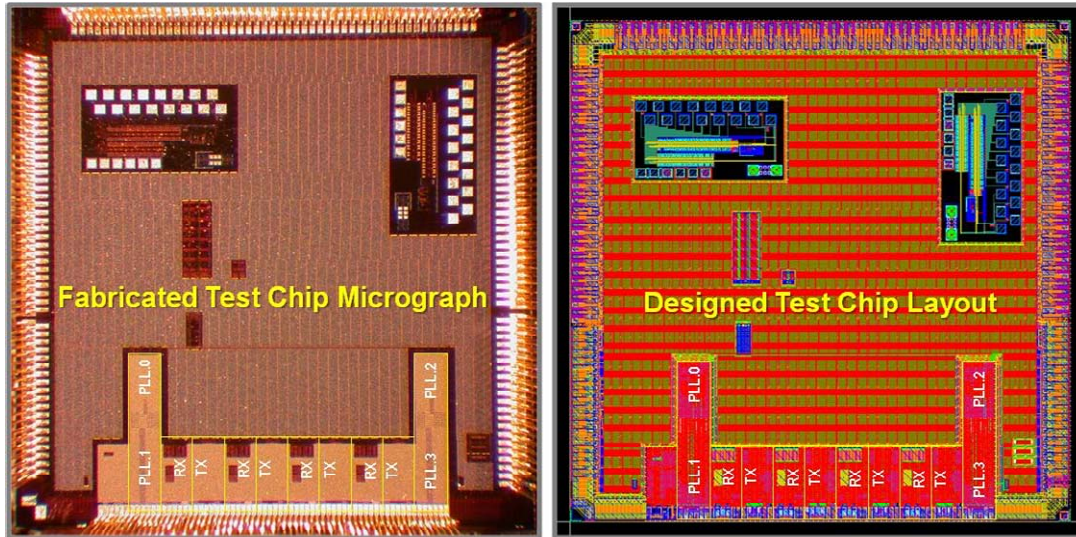 Fabricated Test Chip Micrograph
PLL.0
PLL.2
PLL.1
RX
TX
RX
TX
RX
TX
RX
TX
PLL.3
Designed Test Chip Layout
PLL.0
PLL.2
PLL.1
RX
TX
RX
TX
RX
TX
RX
TX
PLL.3